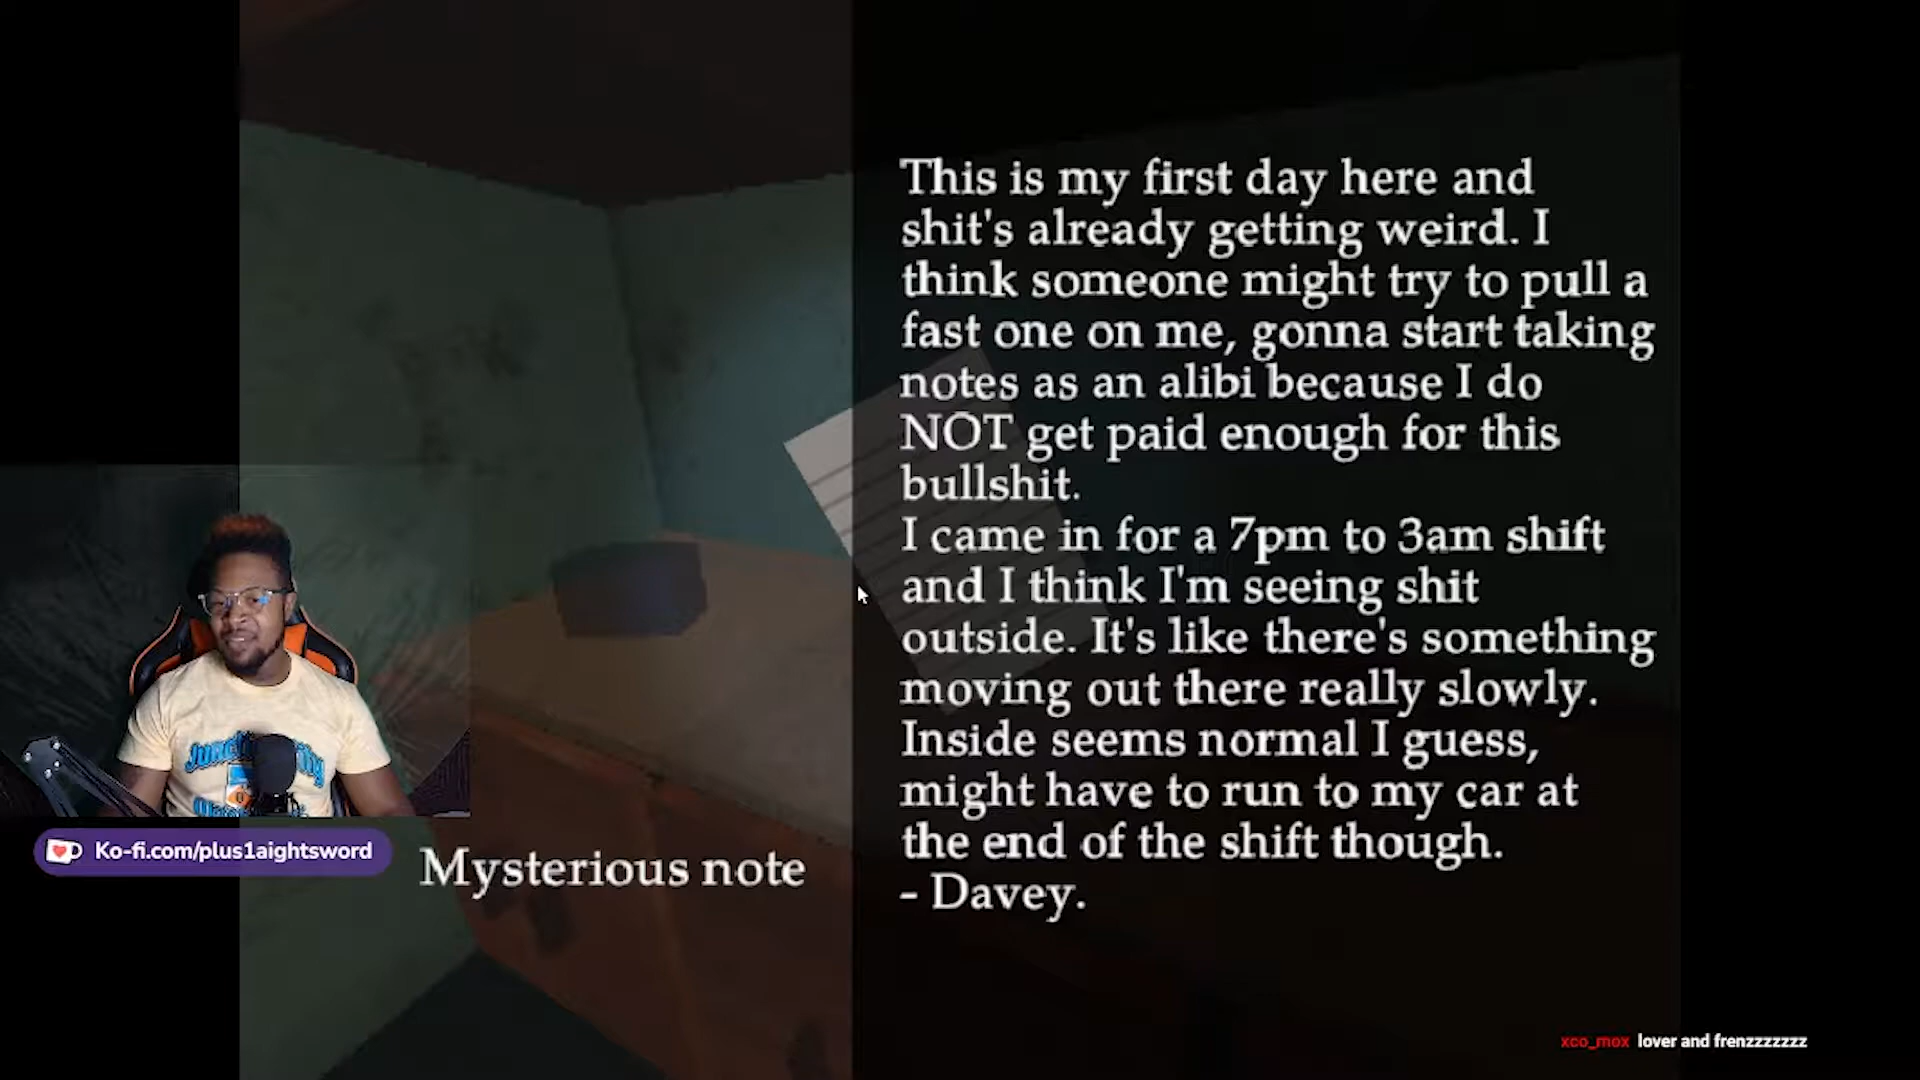 This is my first day here and
shit's already getting weird. I
think someone might try to pull a
fast one on me, gonna start taking
notes as an alibi because I do
NOT get paid enough for this
bullshit.
I came in for a 7pm to 3am shift
and I think I'm seeing shit
outside. It's like there's something
moving out there really slowly.
Inside seems normal I guess,
might have to run to my car at
the end of the shift though.
- Davey.
Mysterious note
Ko-fi.com/plus1aightsword
xco_mox lover and frenzzzzzzz